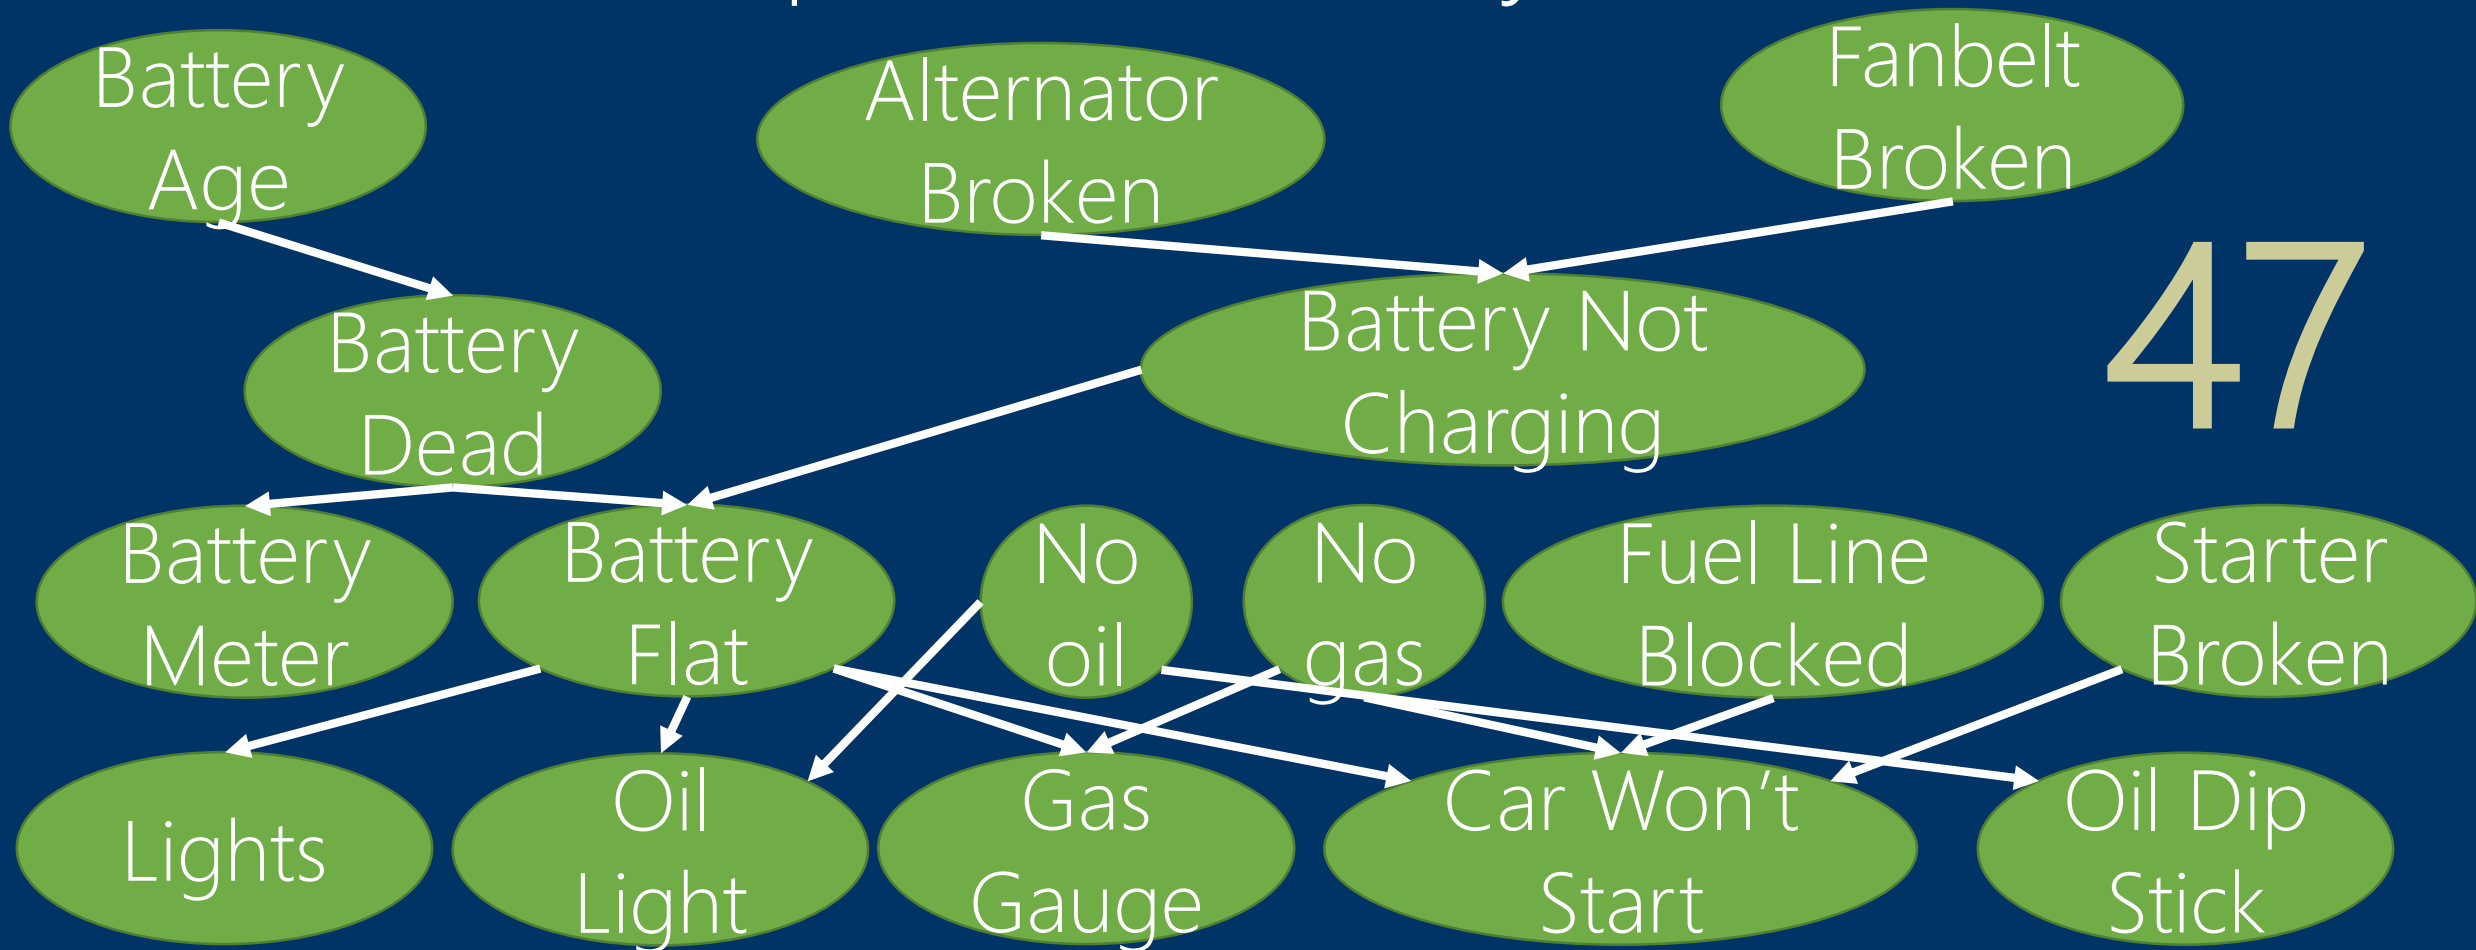 Battery
Age
Alternator
Broken
Fanbelt
Broken
47
Battery
Dead
Battery Not
Charging
Battery
Meter
Battery
Flat
No
oil
No
gas
Fuel Line
Blocked
Starter
Broken
Lights
Oil
Light
Gas
Gauge
Car Won’t
Start
Oil Dip
Stick